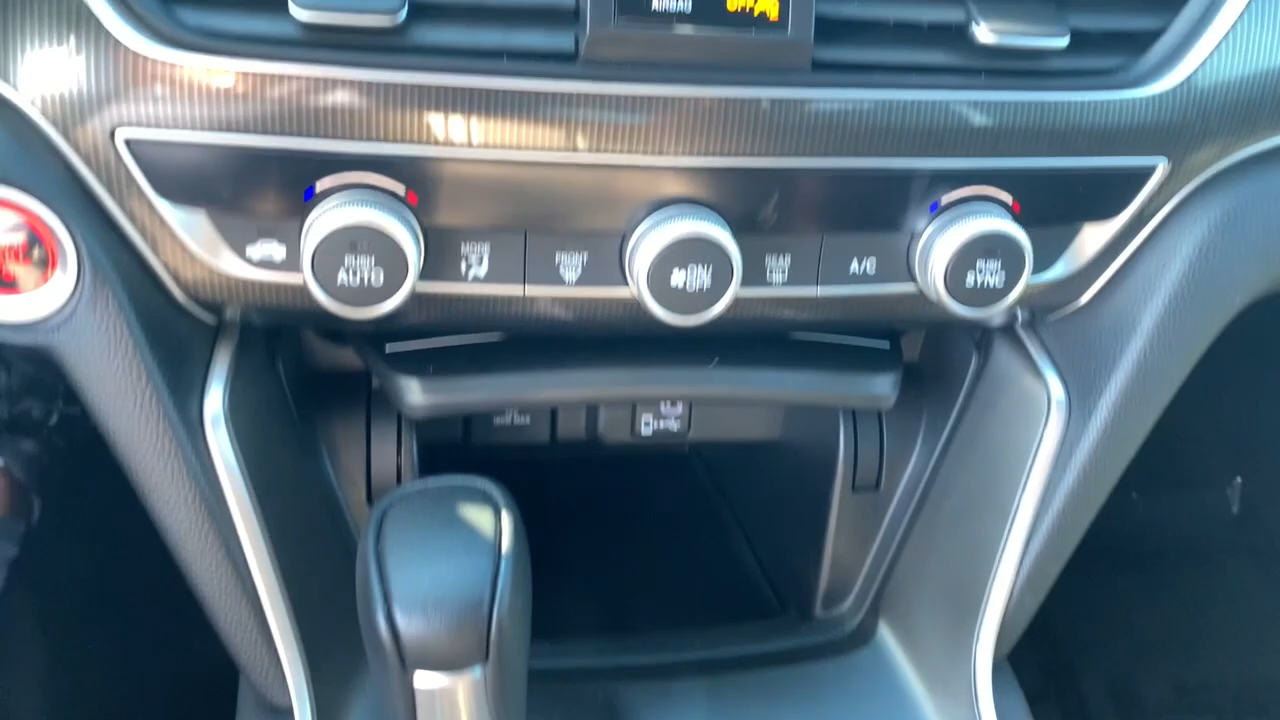 AIRBAG
OFF
PUSH
AUTO
MODE
FRONT
ON/
OFF
REAR
A/C
PUSH
SYNC